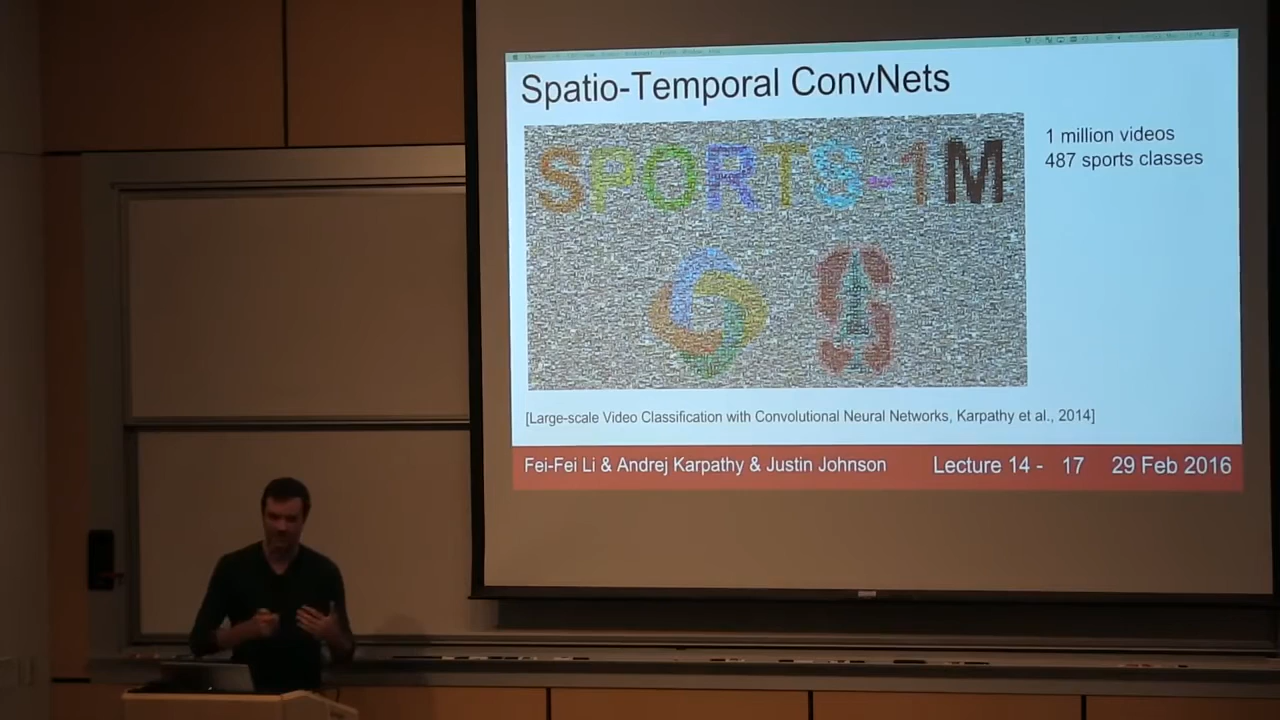 Spatio-Temporal ConvNets
SPORTS-1M
1 million videos
487 sports classes
S
[Large-scale Video Classification with Convolutional Neural Networks, Karpathy et al., 2014]
Fei-Fei Li & Andrej Karpathy & Justin Johnson
Lecture 14 - 17 29 Feb 2016